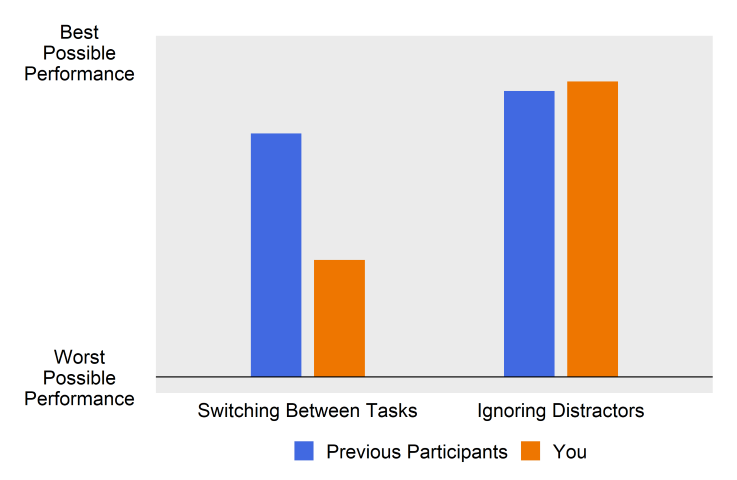 Best
Possible
Performance
Worst
Possible
Performance
Switching Between Tasks
Ignoring Distractors
Previous Participants
You